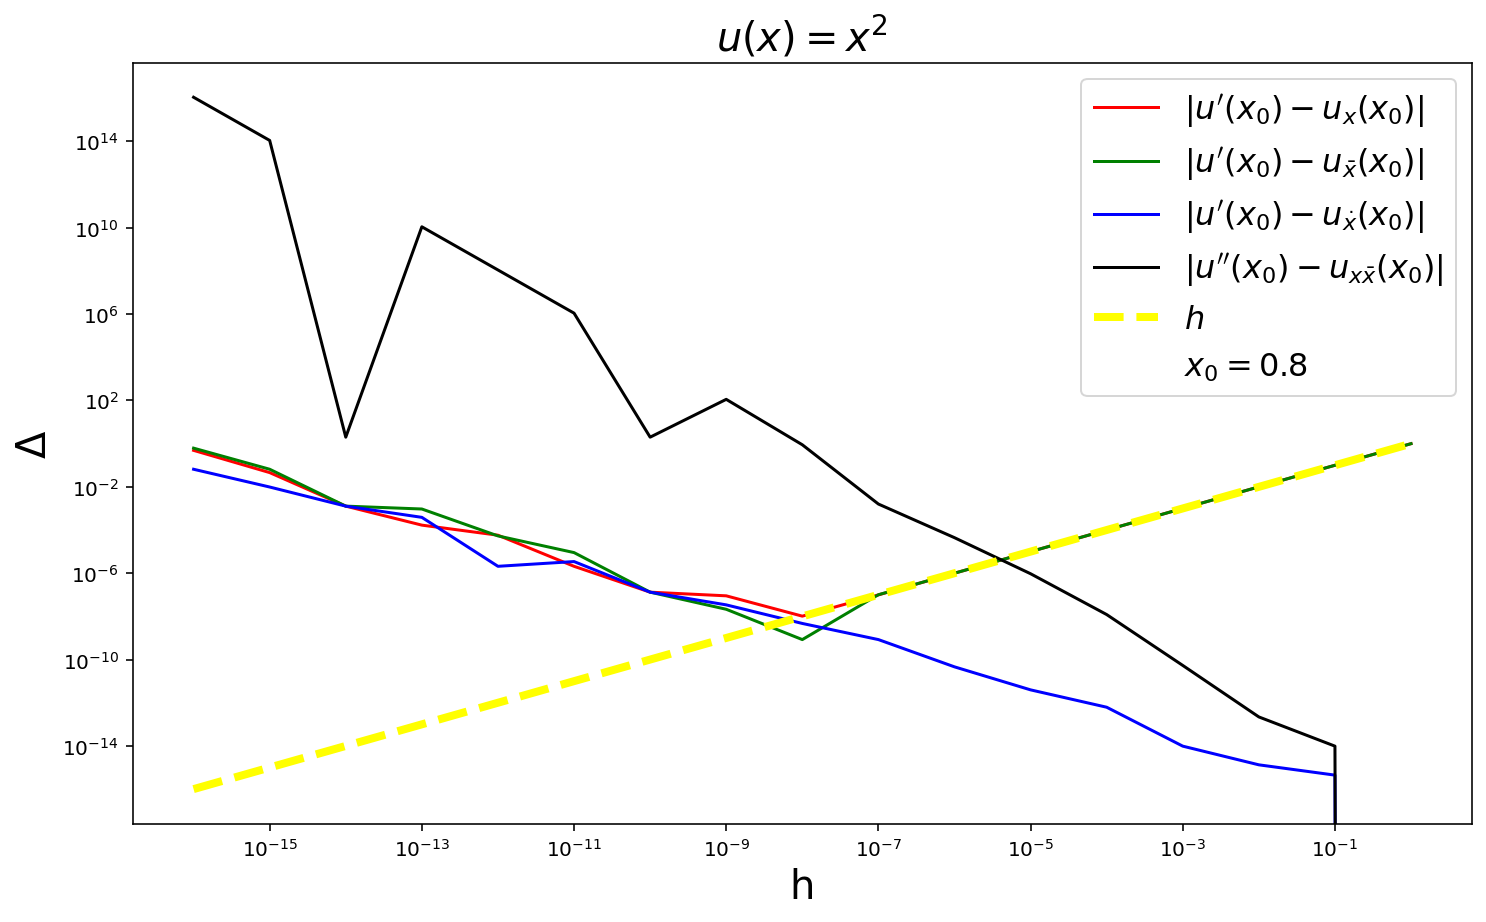 u(x) = x²
|u′(x₀) − uₓ(x₀)|
|u′(x₀) − u_x̄(x₀)|
|u′(x₀) − u_ẋ(x₀)|
|u″(x₀) − u_xx̄(x₀)|
h
x₀ = 0.8
Δ
10¹⁴
10¹⁰
10⁶
10²
10⁻²
10⁻⁶
10⁻¹⁰
10⁻¹⁴
10⁻¹⁵ 10⁻¹³ 10⁻¹¹ 10⁻⁹ 10⁻⁷ 10⁻⁵ 10⁻³ 10⁻¹
h